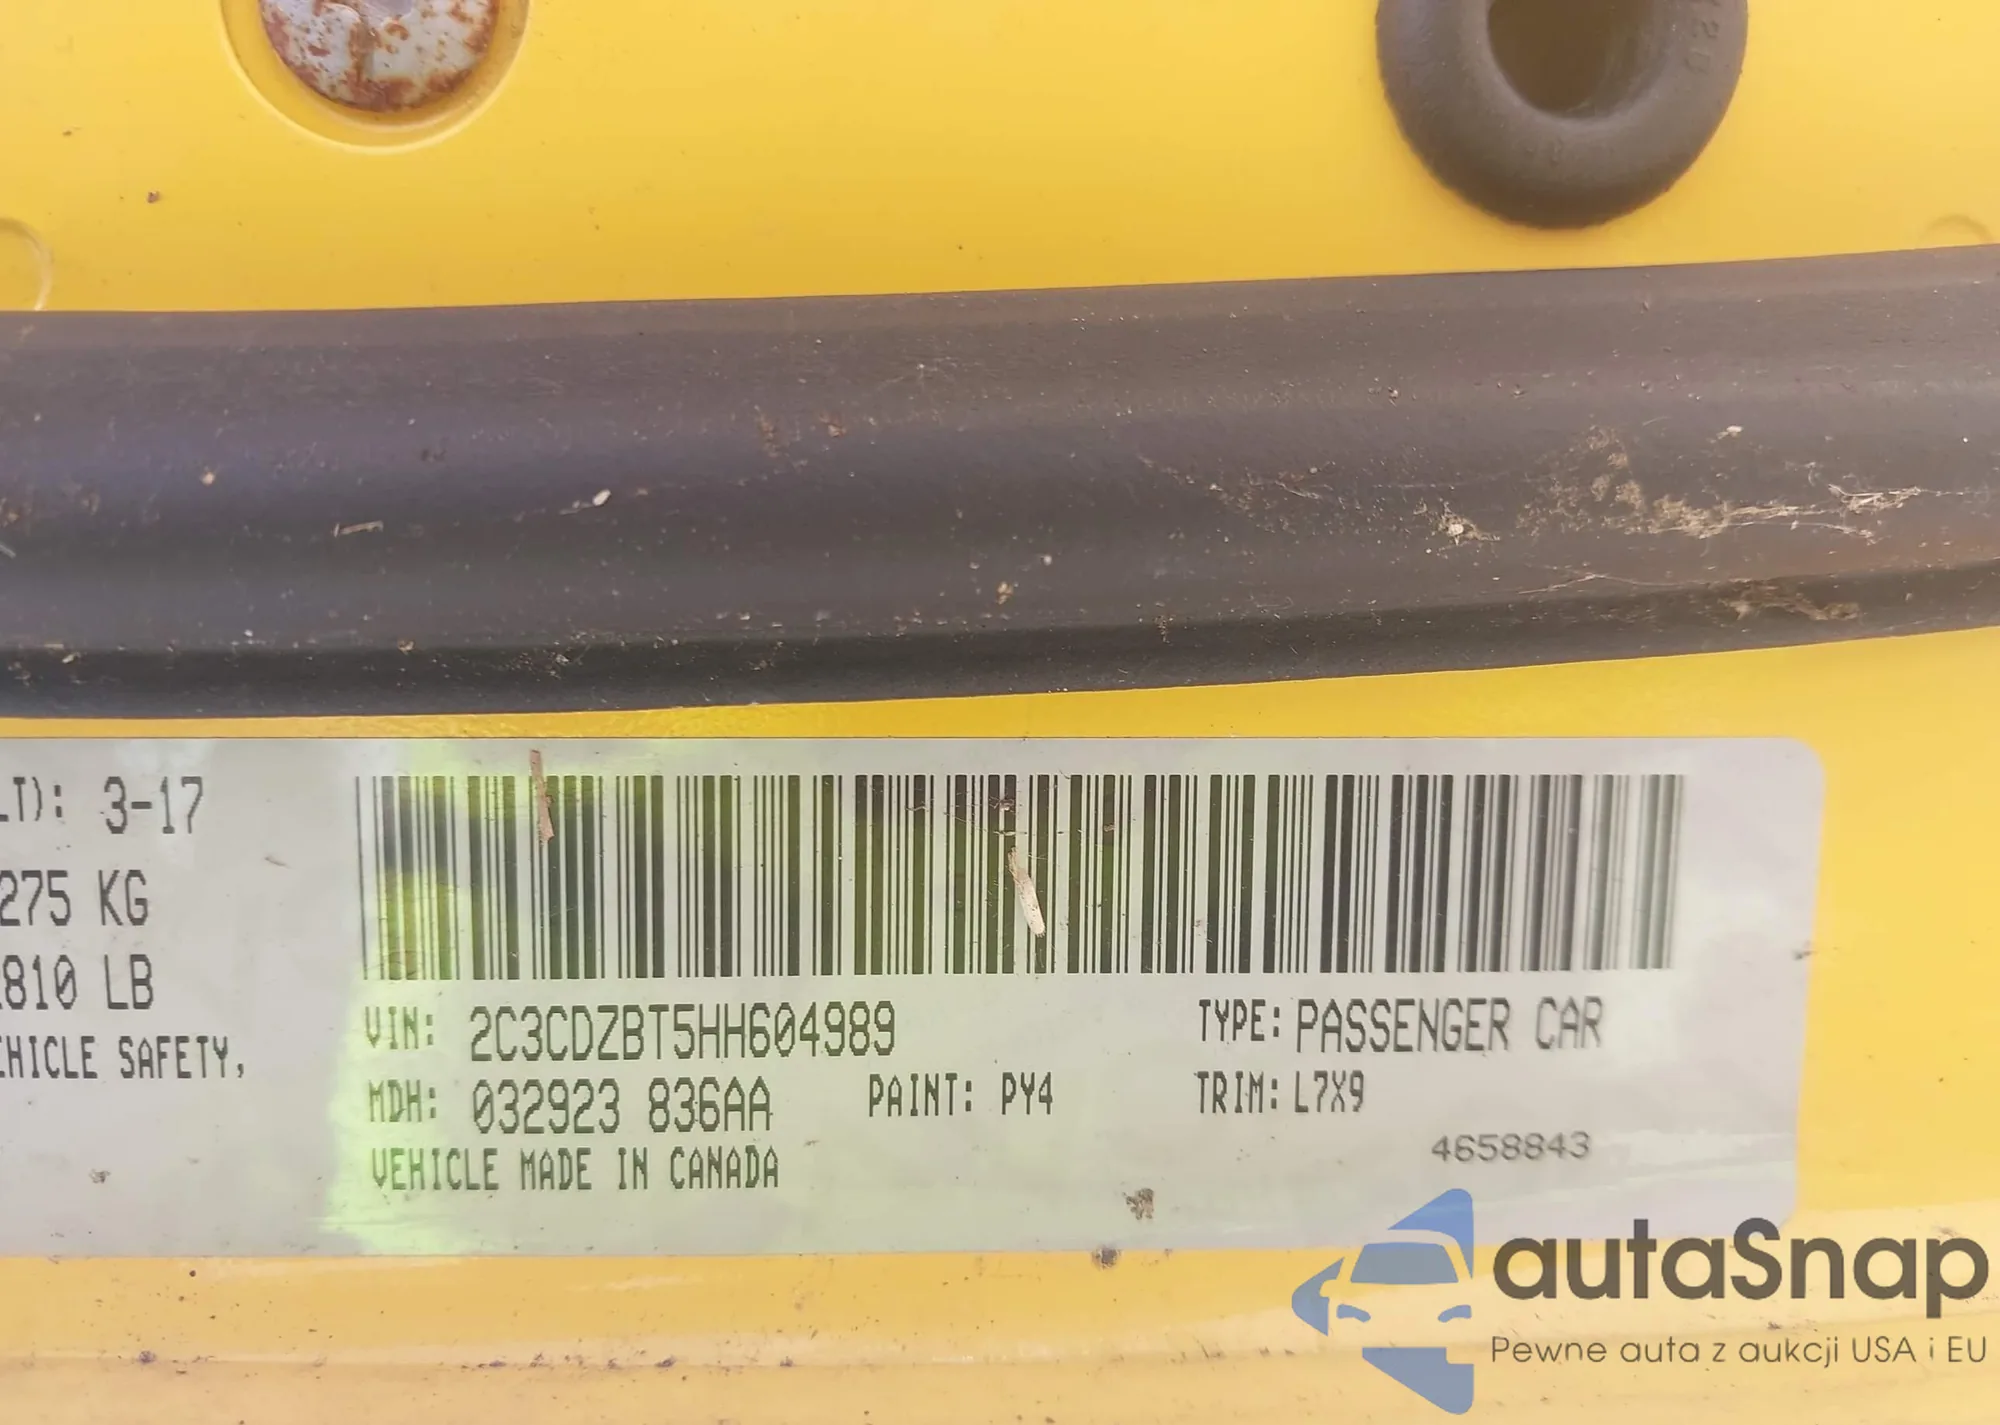 LT): 3-17
275 KG
810 LB
EHICLE SAFETY,
VIN: 2C3CDZBT5HH604989
TYPE: PASSENGER CAR
MDH: 032923 836AA
PAINT: PY4
TRIM: L7X9
VEHICLE MADE IN CANADA
4658843
autaSnap
Pewne auta z aukcji USA i EU